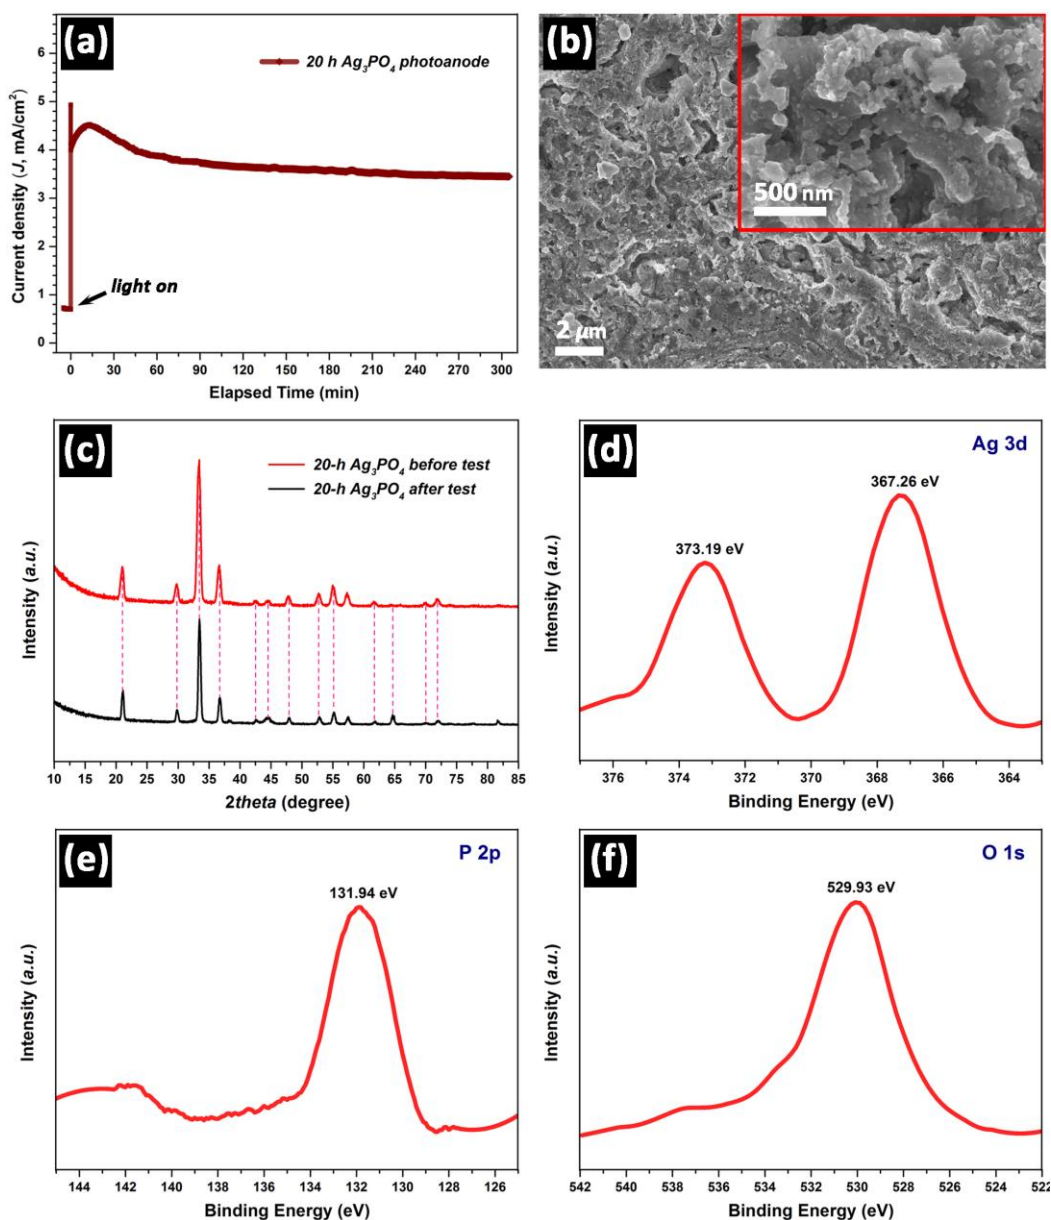 (a)
20 h Ag₃PO₄ photoanode
Current density (J, mA/cm²)
6
5
4
3
2
1
0
light on
0 30 60 90 120 150 180 210 240 270 300
Elapsed Time (min)
(b)
500 nm
2 μm
(c)
20-h Ag₃PO₄ before test
20-h Ag₃PO₄ after test
Intensity (a.u.)
10 15 20 25 30 35 40 45 50 55 60 65 70 75 80 85
2theta (degree)
(d)
Ag 3d
367.26 eV
373.19 eV
Intensity (a.u.)
376 374 372 370 368 366 364
Binding Energy (eV)
(e)
P 2p
131.94 eV
Intensity (a.u.)
144 142 140 138 136 134 132 130 128 126
Binding Energy (eV)
(f)
O 1s
529.93 eV
Intensity (a.u.)
542 540 538 536 534 532 530 528 526 524 522
Binding Energy (eV)